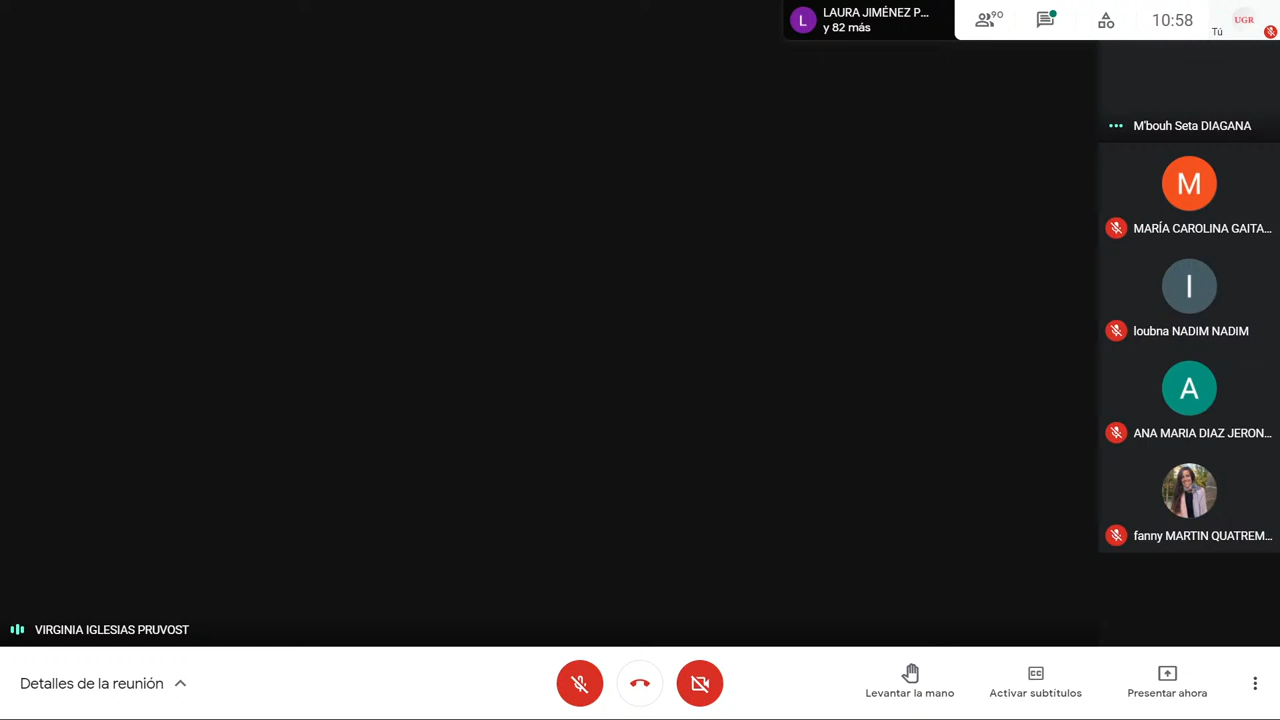 L
LAURA JIMÉNEZ P...
y 82 más
90
10:58
UGR
Tú
M'bouh Seta DIAGANA
M
MARÍA CAROLINA GAITA...
l
loubna NADIM NADIM
A
ANA MARIA DIAZ JERON...
fanny MARTIN QUATREM...
VIRGINIA IGLESIAS PRUVOST
Detalles de la reunión
CC
Levantar la mano
Activar subtítulos
Presentar ahora